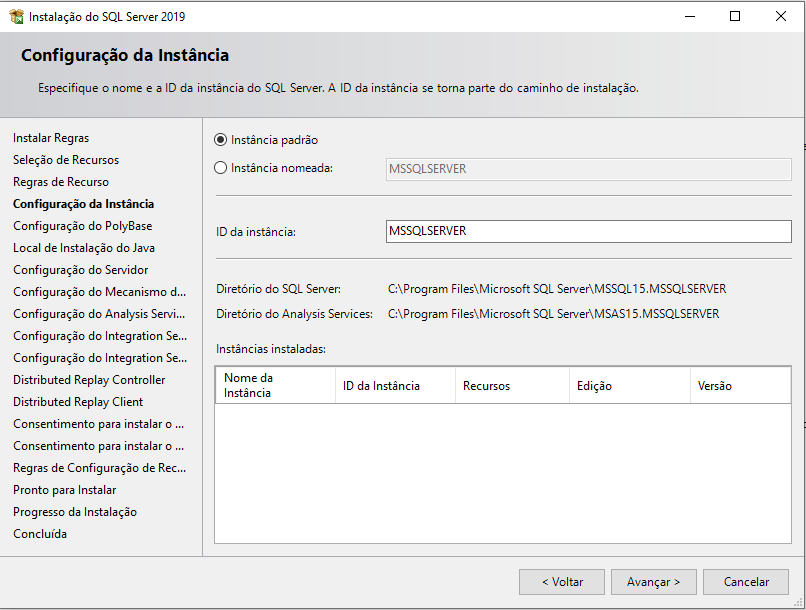 Instalação do SQL Server 2019
Configuração da Instância
Especifique o nome e a ID da instância do SQL Server. A ID da instância se torna parte do caminho de instalação.
Instalar Regras
Seleção de Recursos
Regras de Recurso
Configuração da Instância
Configuração do PolyBase
Local de Instalação do Java
Configuração do Servidor
Configuração do Mecanismo d...
Configuração do Analysis Servi...
Configuração do Integration Se...
Configuração do Integration Se...
Distributed Replay Controller
Distributed Replay Client
Consentimento para instalar o ...
Consentimento para instalar o ...
Regras de Configuração de Rec...
Pronto para Instalar
Progresso da Instalação
Concluída
Instância padrão
Instância nomeada: MSSQLSERVER
ID da instância: MSSQLSERVER
Diretório do SQL Server: C:\Program Files\Microsoft SQL Server\MSSQL15.MSSQLSERVER
Diretório do Analysis Services: C:\Program Files\Microsoft SQL Server\MSAS15.MSSQLSERVER
Instâncias instaladas:
Nome da
Instância
ID da Instância Recursos Edição Versão
< Voltar Avançar > Cancelar